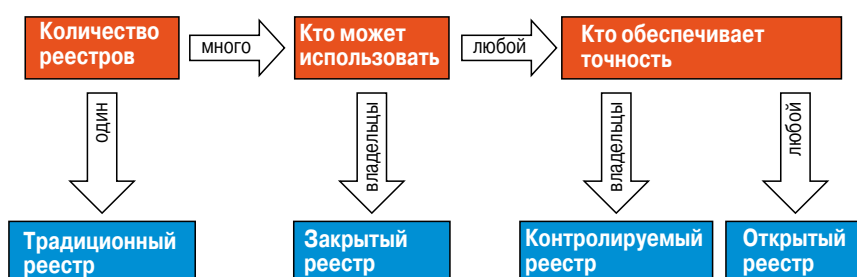 Количество
реестров
много
Кто может
использовать
любой
Кто обеспечивает
точность
один
владельцы
владельцы
любой
Традиционный
реестр
Закрытый
реестр
Контролируемый
реестр
Открытый
реестр